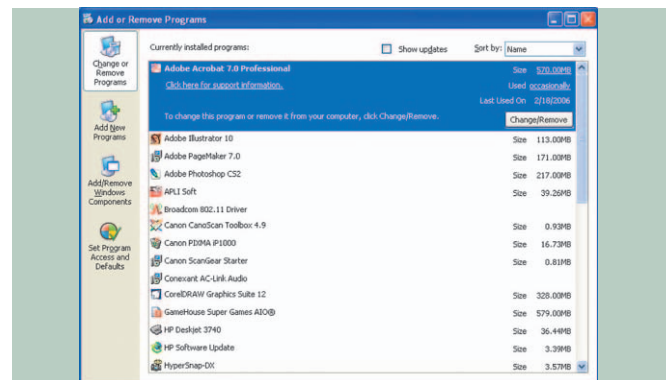 Add or Remove Programs
Change or
Remove
Programs
Add New
Programs
Add/Remove
Windows
Components
Set Program
Access and
Defaults
Currently installed programs:
Show updates
Sort by: Name
Adobe Acrobat 7.0 Professional Size 570.00MB
Click here for support information. Used occasionally
Last Used On 2/18/2006
To change this program or remove it from your computer, click Change/Remove. Change/Remove
Adobe Illustrator 10 Size 113.00MB
Adobe PageMaker 7.0 Size 171.00MB
Adobe Photoshop CS2 Size 217.00MB
APLI Soft Size 39.26MB
Broadcom 802.11 Driver
Canon CanoScan Toolbox 4.9 Size 0.93MB
Canon PIXMA iP1000 Size 16.73MB
Canon ScanGear Starter Size 0.81MB
Conexant AC-Link Audio
CorelDRAW Graphics Suite 12 Size 328.00MB
GameHouse Super Games AIO® Size 579.00MB
HP Deskjet 3740 Size 36.44MB
HP Software Update Size 3.39MB
HyperSnap-DX Size 3.57MB